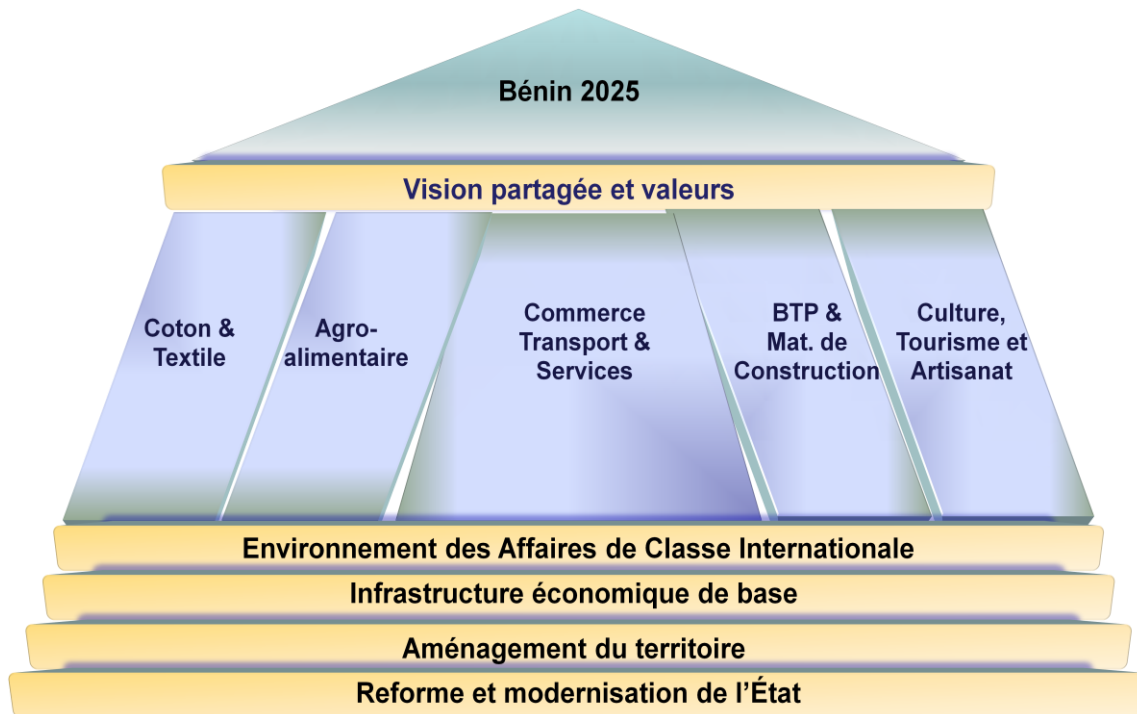 Bénin 2025
Vision partagée et valeurs
Coton &
Textile
Agro-
alimentaire
Commerce
Transport &
Services
BTP &
Mat. de
Construction
Culture,
Tourisme et
Artisanat
Environnement des Affaires de Classe Internationale
Infrastructure économique de base
Aménagement du territoire
Reforme et modernisation de l’État